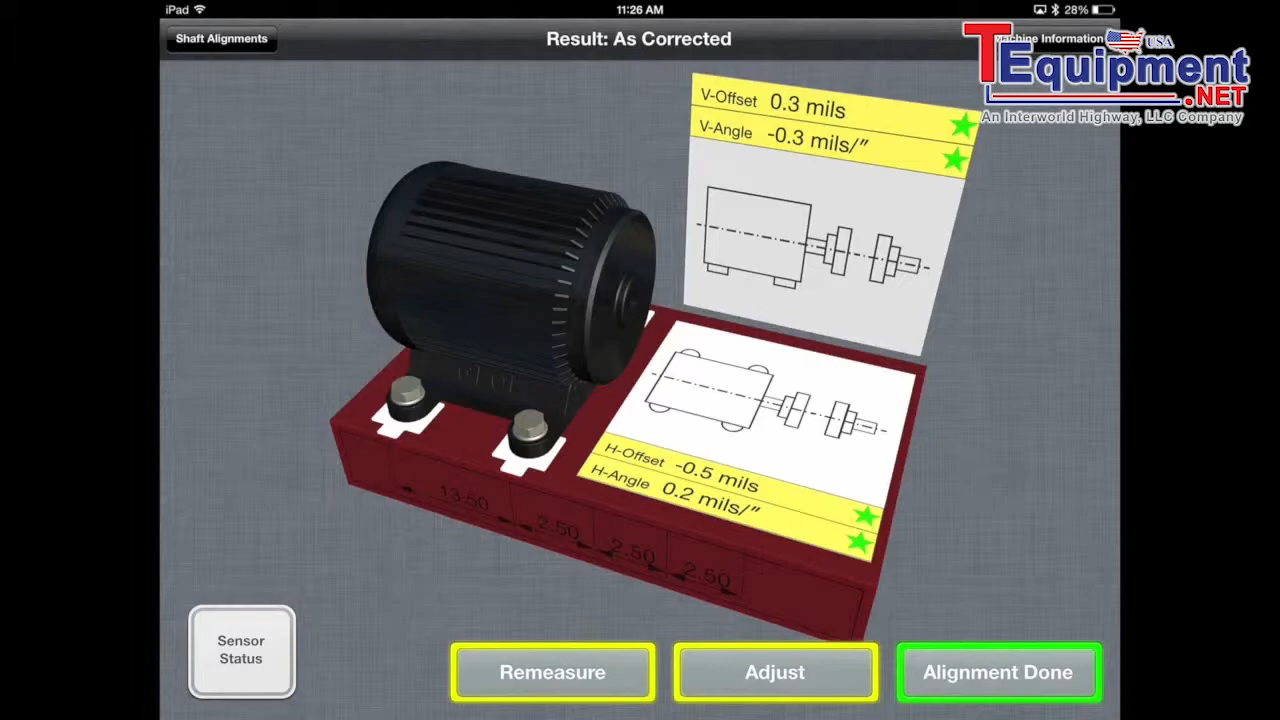 iPad
11:26 AM
28%
Shaft Alignments
Result: As Corrected
Machine Information
TEquipment
USA
.NET
An Interworld Highway, LLC Company
V-Offset 0.3 mils
V-Angle -0.3 mils/"
H-Offset -0.5 mils
H-Angle 0.2 mils/"
13.50
2.50
2.50
2.50
Sensor
Status
Remeasure
Adjust
Alignment Done